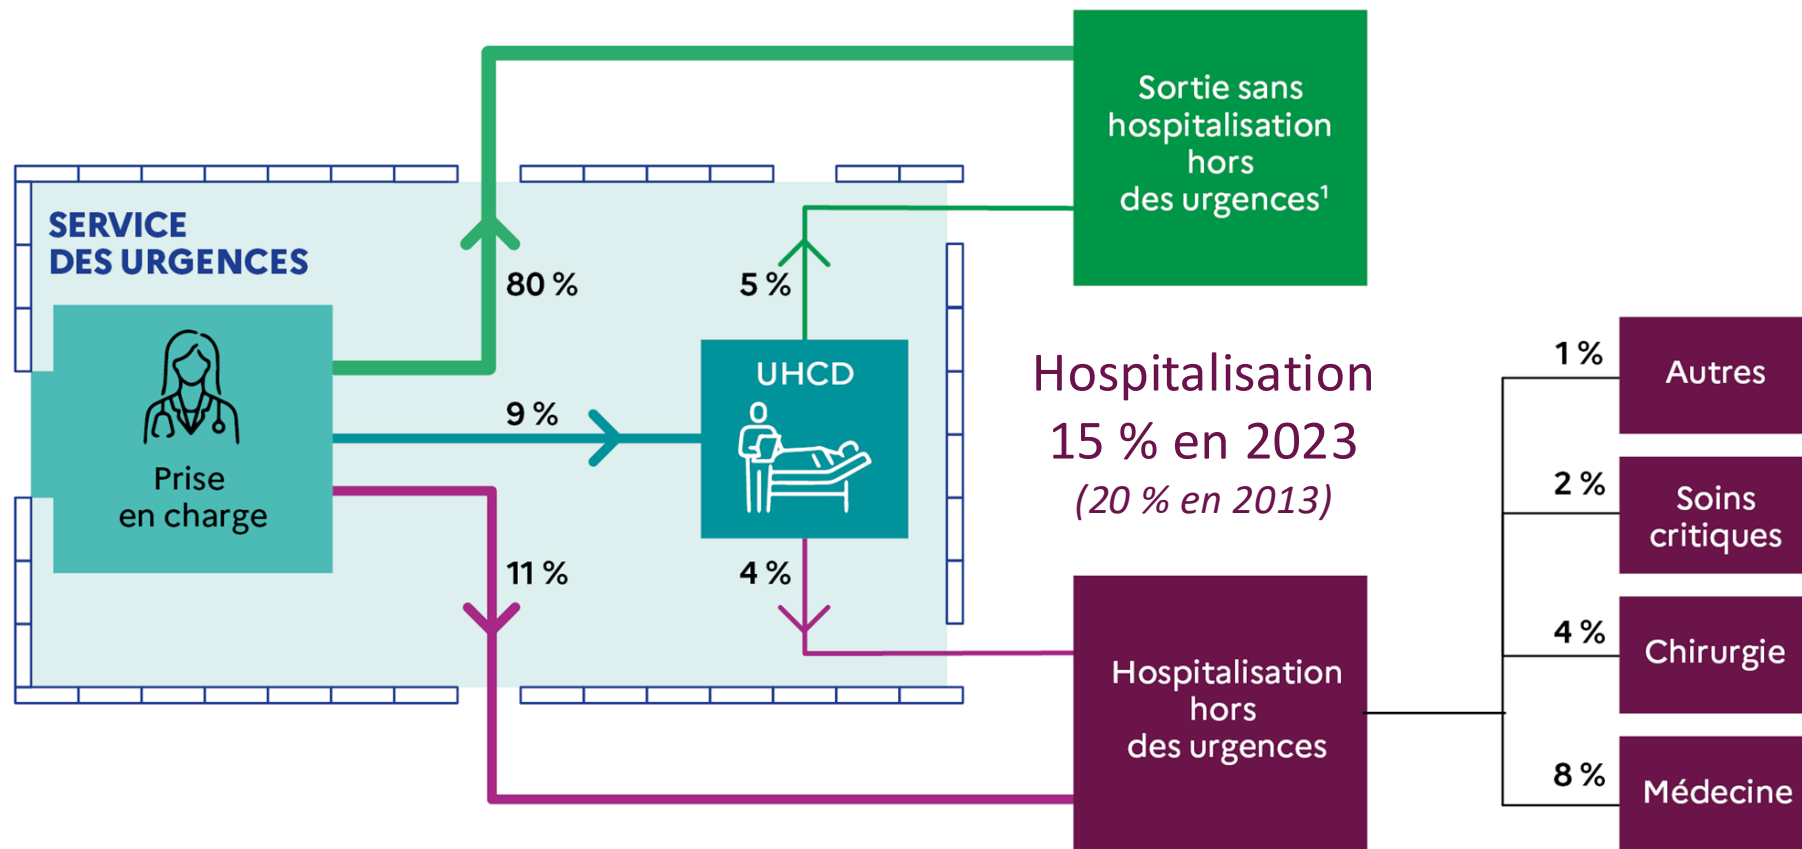 Sortie sans
hospitalisation
hors
des urgences¹
SERVICE
DES URGENCES
80 %
5 %
9 %
UHCD
Prise
en charge
11 %
4 %
Hospitalisation
15 % en 2023
(20 % en 2013)
Hospitalisation
hors
des urgences
1 %
Autres
2 %
Soins
critiques
4 %
Chirurgie
8 %
Médecine